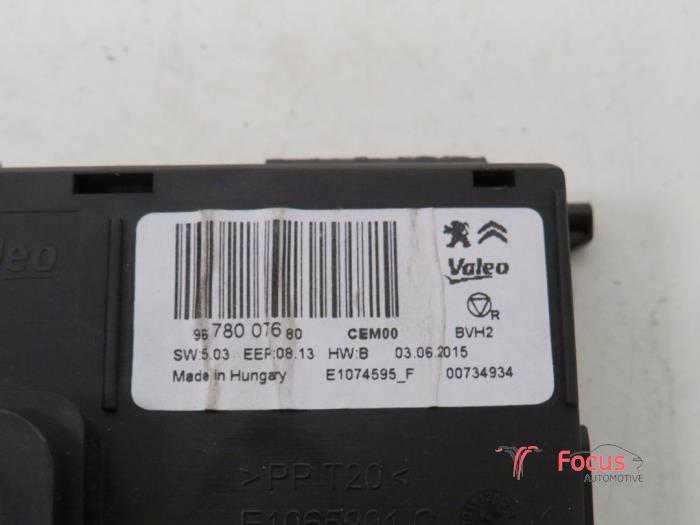 Valeo
96 780 076 80 CEM00 BVH2
SW:5.03 EEP:08.13 HW:B 03.06.2015
Made in Hungary E1074595_F 00734934
R
>PP T20<
Focus
AUTOMOTIVE